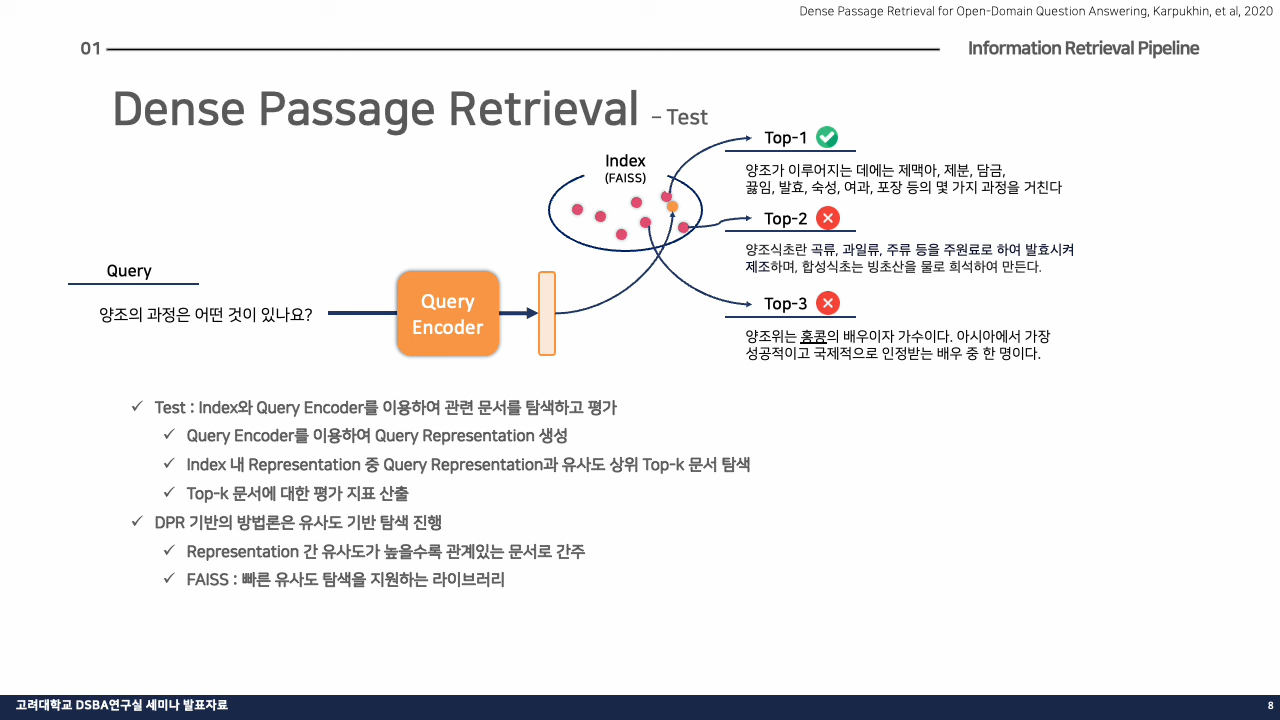 Dense Passage Retrieval for Open-Domain Question Answering, Karpukhin, et al, 2020
01
Information Retrieval Pipeline
Dense Passage Retrieval – Test
Index
(FAISS)
Top-1
양조가 이루어지는 데에는 제맥아, 제분, 담금,
끓임, 발효, 숙성, 여과, 포장 등의 몇 가지 과정을 거친다
Top-2
양조식초란 곡류, 과일류, 주류 등을 주원료로 하여 발효시켜
제조하며, 합성식초는 빙초산을 물로 희석하여 만든다.
Top-3
양조위는 홍콩의 배우이자 가수이다. 아시아에서 가장
성공적이고 국제적으로 인정받는 배우 중 한 명이다.
Query
양조의 과정은 어떤 것이 있나요?
Query
Encoder
✓ Test : Index와 Query Encoder를 이용하여 관련 문서를 탐색하고 평가
✓ Query Encoder를 이용하여 Query Representation 생성
✓ Index 내 Representation 중 Query Representation과 유사도 상위 Top-k 문서 탐색
✓ Top-k 문서에 대한 평가 지표 산출
✓ DPR 기반의 방법론은 유사도 기반 탐색 진행
✓ Representation 간 유사도가 높을수록 관계있는 문서로 간주
✓ FAISS : 빠른 유사도 탐색을 지원하는 라이브러리
고려대학교 DSBA연구실 세미나 발표자료
8